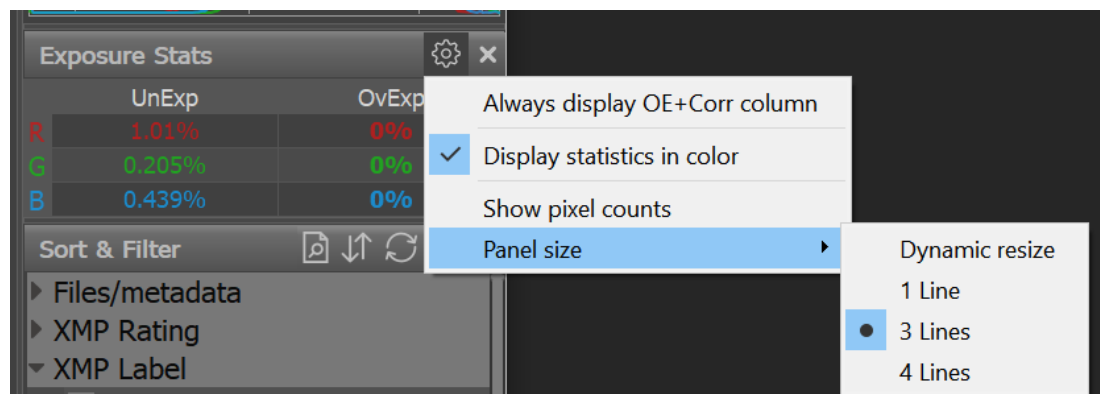 Exposure Stats
UnExp OvExp
R 1.01% 0%
G 0.205% 0%
B 0.439% 0%
Sort & Filter
Files/metadata
XMP Rating
XMP Label
Always display OE+Corr column
Display statistics in color
Show pixel counts
Panel size
Dynamic resize
1 Line
3 Lines
4 Lines